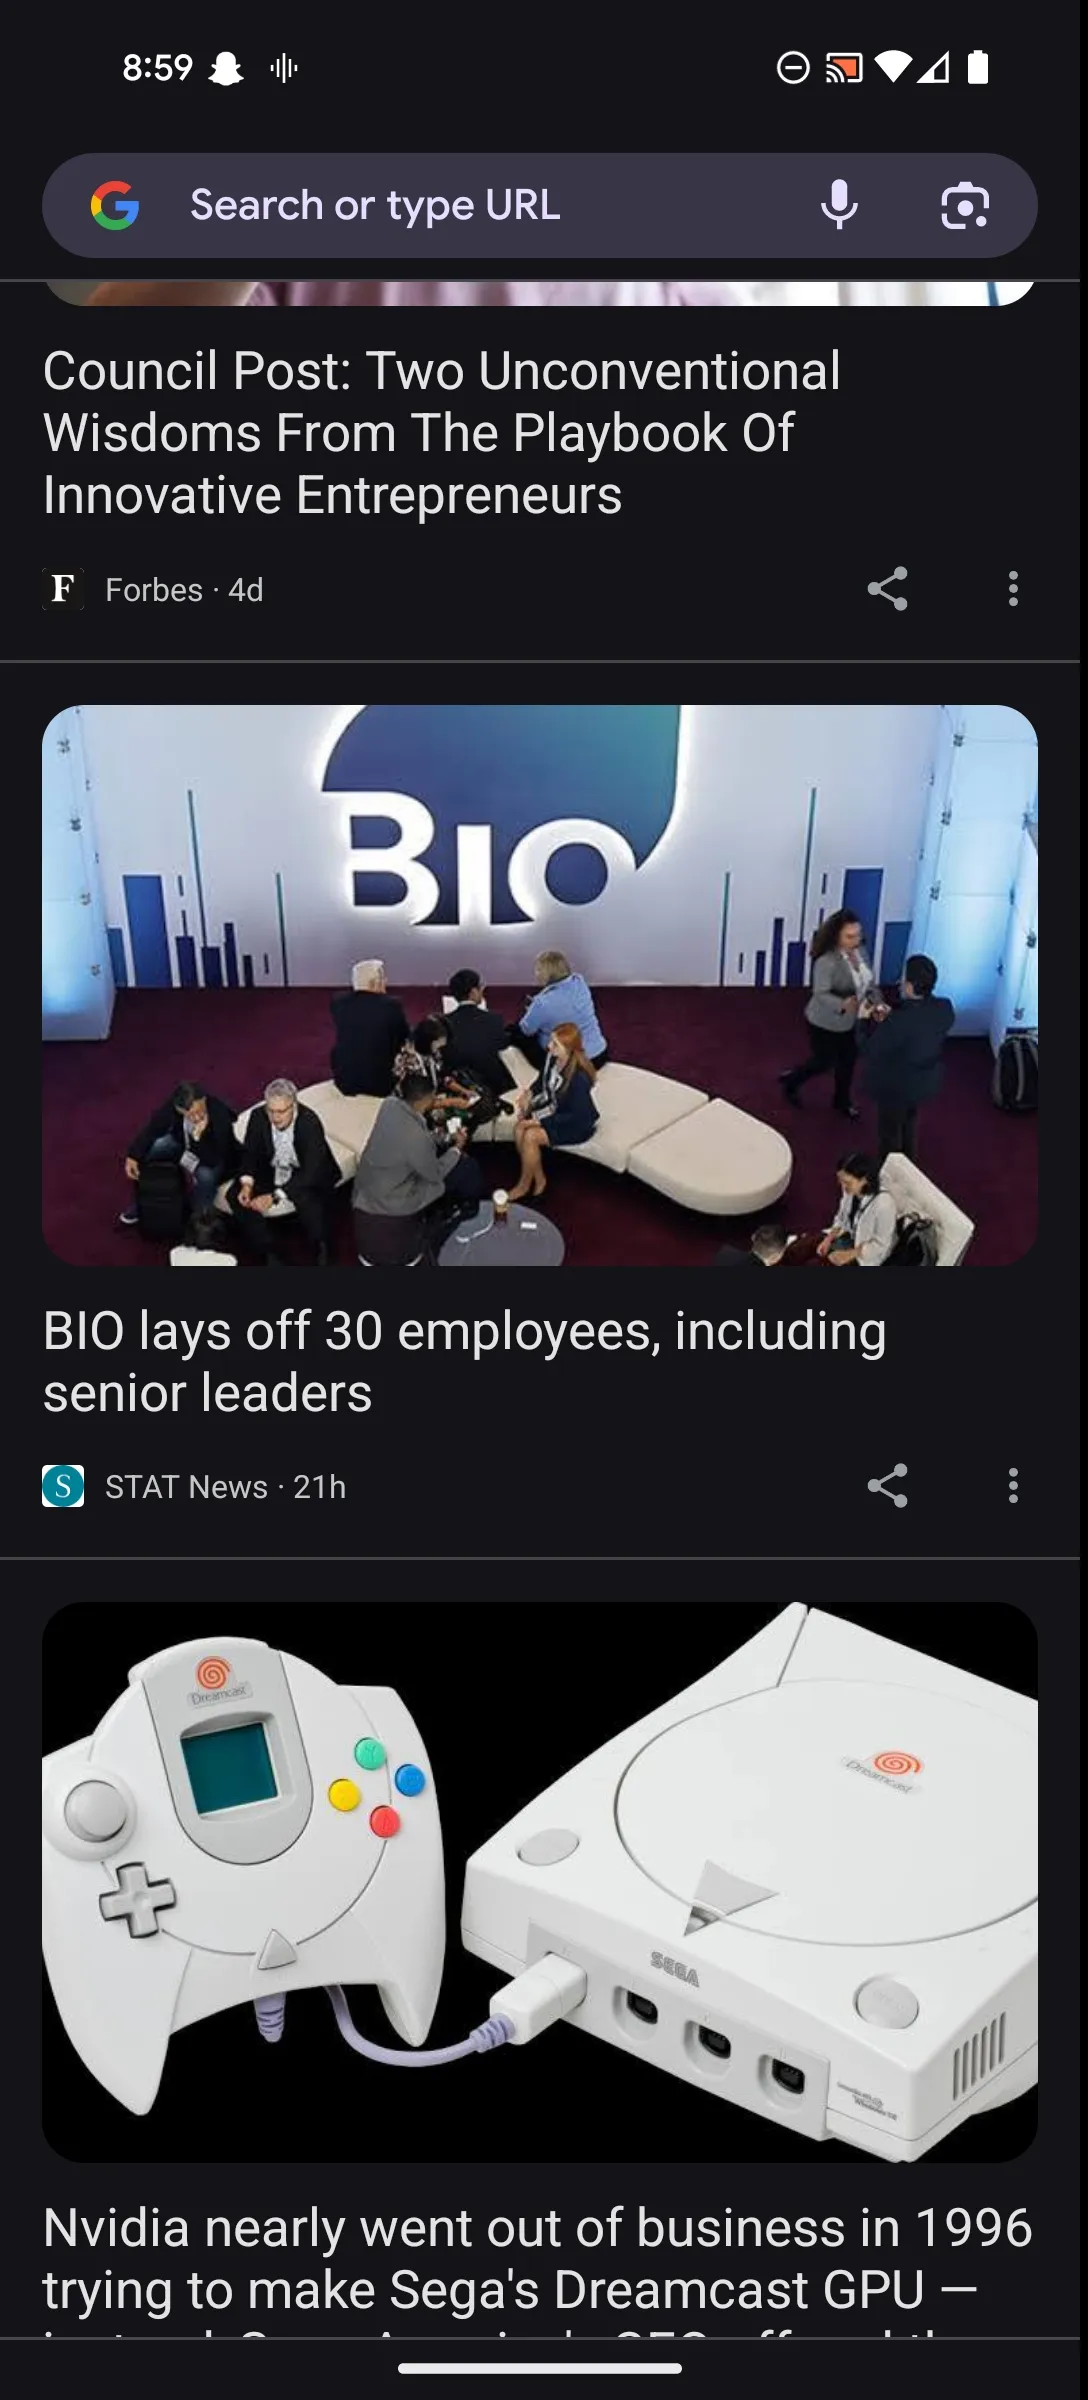 8:59
Search or type URL
Council Post: Two Unconventional
Wisdoms From The Playbook Of
Innovative Entrepreneurs
F Forbes · 4d
BIO
BIO lays off 30 employees, including
senior leaders
S STAT News · 21h
Dreamcast
Y
A
Dreamcast
SEGA
Nvidia nearly went out of business in 1996
trying to make Sega's Dreamcast GPU —